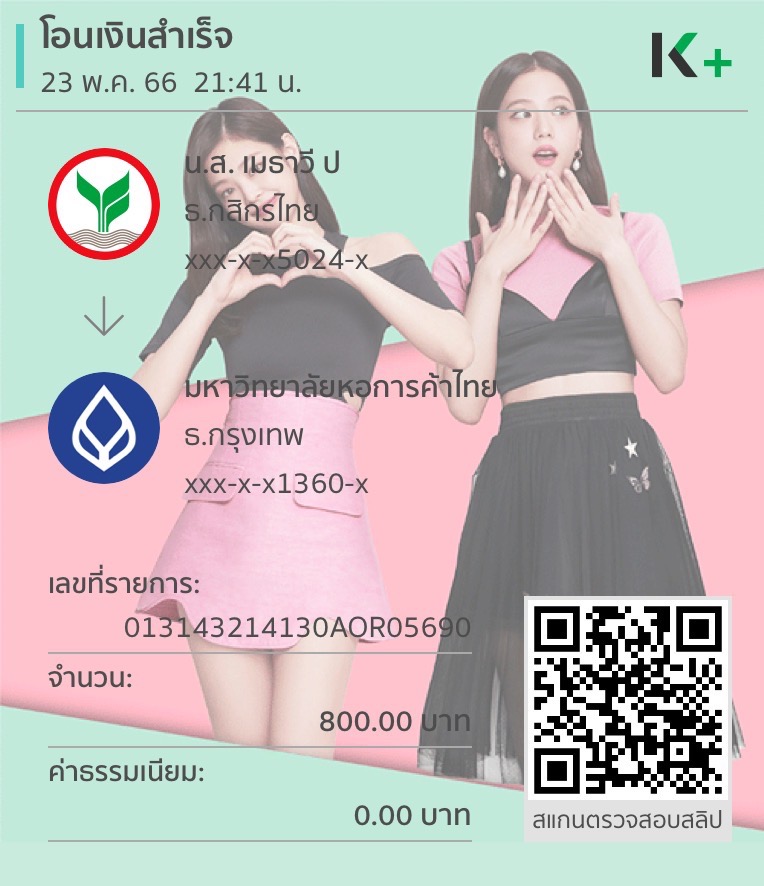 โอนเงินสำเร็จ
23 พ.ค. 66  21:41 น.
K+
น.ส. เมธาวี ป
ธ.กสิกรไทย
xxx-x-x5024-x
มหาวิทยาลัยหอการค้าไทย
ธ.กรุงเทพ
xxx-x-x1360-x
เลขที่รายการ:
013143214130AOR05690
จำนวน:
800.00 บาท
ค่าธรรมเนียม:
0.00 บาท
สแกนตรวจสอบสลิป